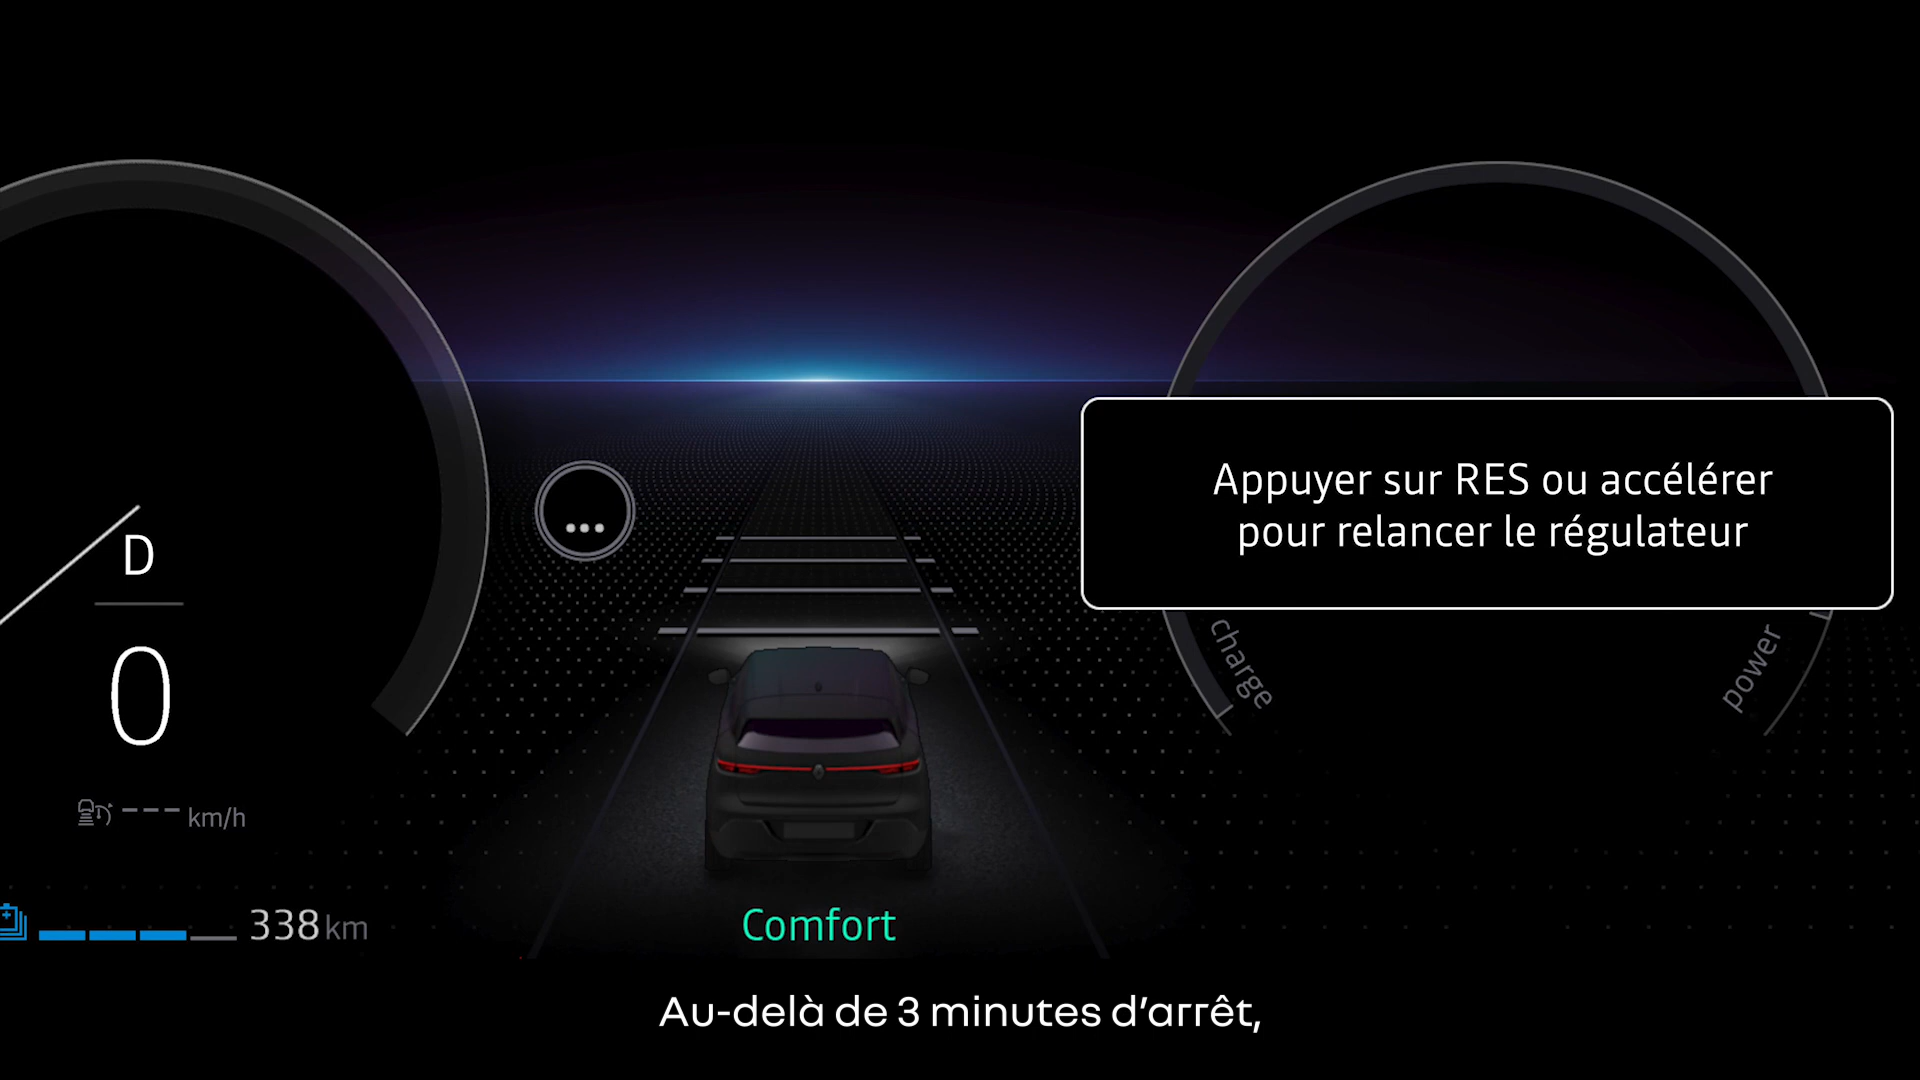 Appuyer sur RES ou accélérer
pour relancer le régulateur
D
0
--- km/h
338 km
charge
power
Comfort
Au-delà de 3 minutes d’arrêt,